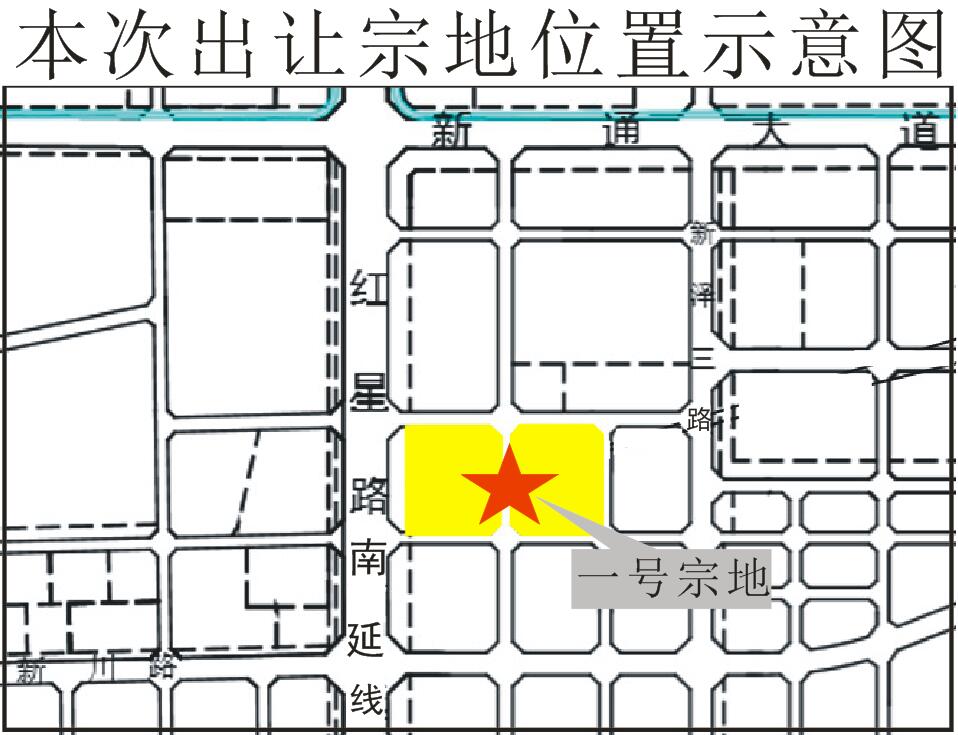 本次出让宗地位置示意图
新通大道
新泽三路
红星路南延线
一号宗地
新川路